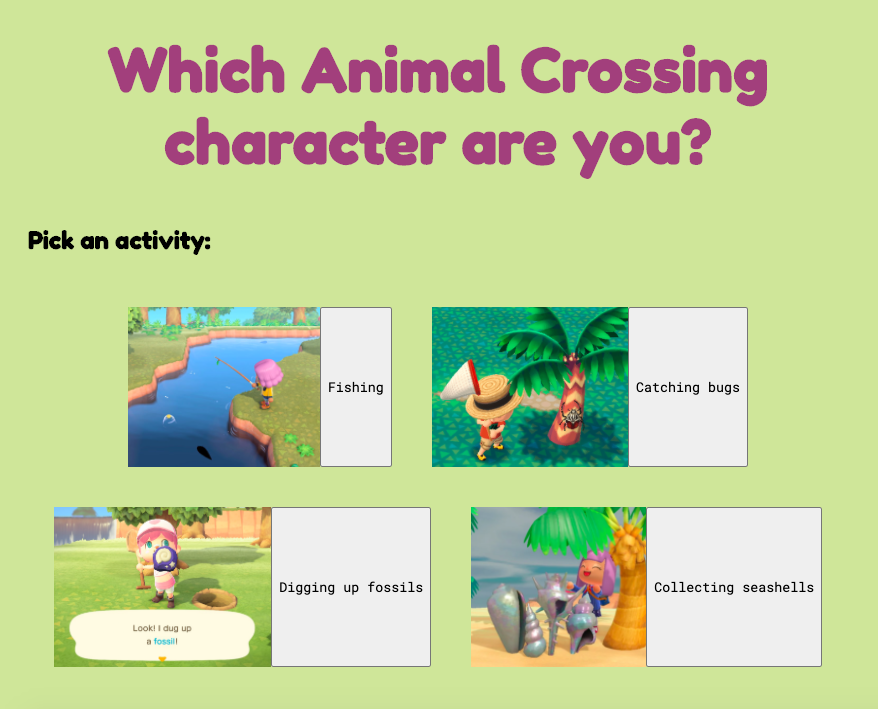 Which Animal Crossing
character are you?
Pick an activity:
Fishing
Catching bugs
Look! I dug up
a fossil!
Digging up fossils
Collecting seashells